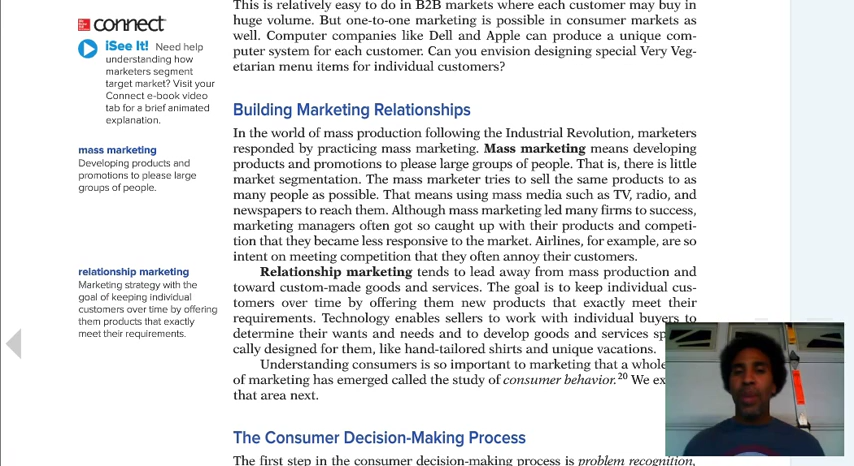 connect
iSee It! Need help
understanding how
marketers segment
target market? Visit your
Connect e-book video
tab for a brief animated
explanation.
mass marketing
Developing products and
promotions to please large
groups of people.
relationship marketing
Marketing strategy with the
goal of keeping individual
customers over time by offering
them products that exactly
meet their requirements.
This is relatively easy to do in B2B markets where each customer may buy in
huge volume. But one-to-one marketing is possible in consumer markets as
well. Computer companies like Dell and Apple can produce a unique com-
puter system for each customer. Can you envision designing special Very Veg-
etarian menu items for individual customers?
Building Marketing Relationships
In the world of mass production following the Industrial Revolution, marketers
responded by practicing mass marketing. Mass marketing means developing
products and promotions to please large groups of people. That is, there is little
market segmentation. The mass marketer tries to sell the same products to as
many people as possible. That means using mass media such as TV, radio, and
newspapers to reach them. Although mass marketing led many firms to success,
marketing managers often got so caught up with their products and competi-
tion that they became less responsive to the market. Airlines, for example, are so
intent on meeting competition that they often annoy their customers.
Relationship marketing tends to lead away from mass production and
toward custom-made goods and services. The goal is to keep individual cus-
tomers over time by offering them new products that exactly meet their
requirements. Technology enables sellers to work with individual buyers to
determine their wants and needs and to develop goods and services
cally designed for them, like hand-tailored shirts and unique vacations.
Understanding consumers is so important to marketing that a whole
of marketing has emerged called the study of consumer behavior.20 We
that area next.
The Consumer Decision-Making Process
The first step in the consumer decision-making process is problem recognition,